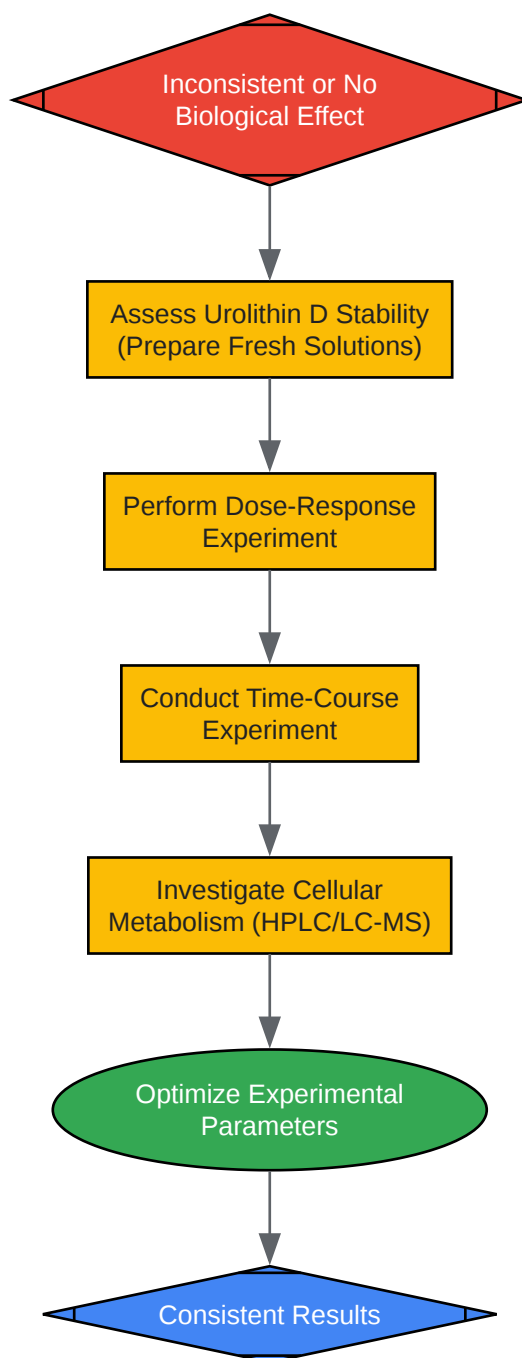 Inconsistent or No
Biological Effect
Assess Urolithin D Stability
(Prepare Fresh Solutions)
Perform Dose-Response
Experiment
Conduct Time-Course
Experiment
Investigate Cellular
Metabolism (HPLC/LC-MS)
Optimize Experimental
Parameters
Consistent Results